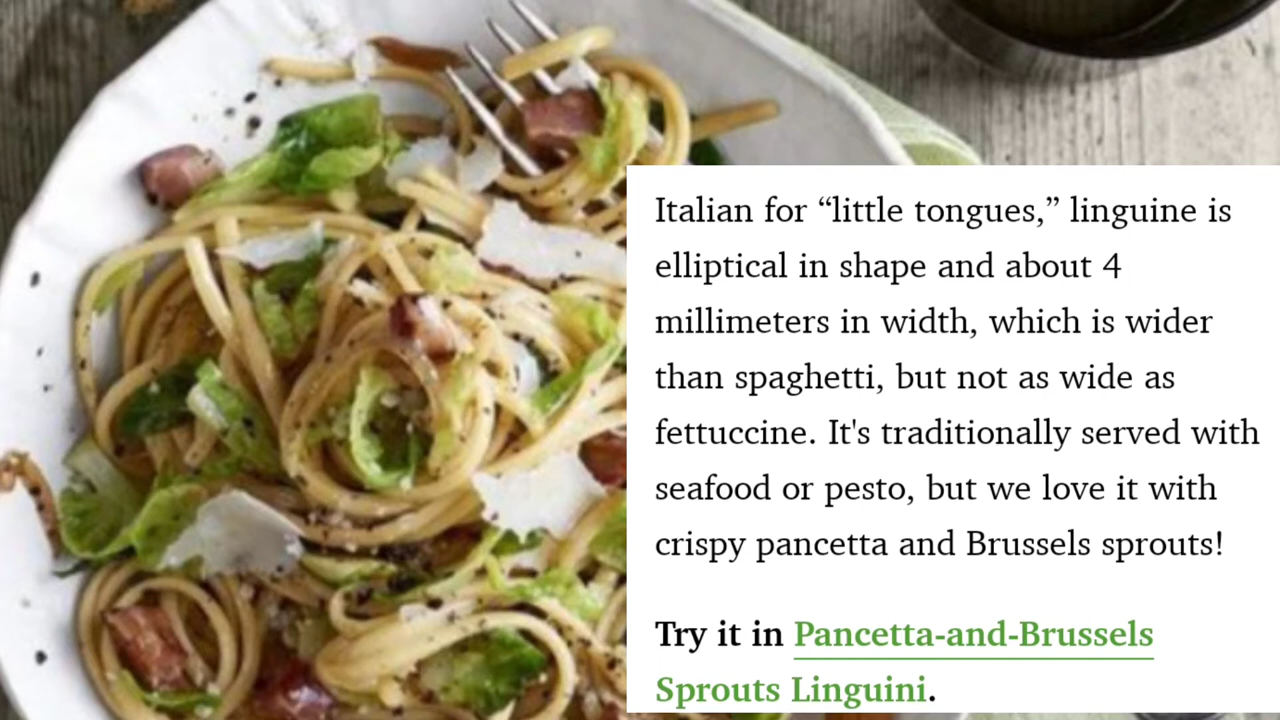 Italian for “little tongues,” linguine is
elliptical in shape and about 4
millimeters in width, which is wider
than spaghetti, but not as wide as
fettuccine. It's traditionally served with
seafood or pesto, but we love it with
crispy pancetta and Brussels sprouts!
Try it in Pancetta-and-Brussels
Sprouts Linguini.